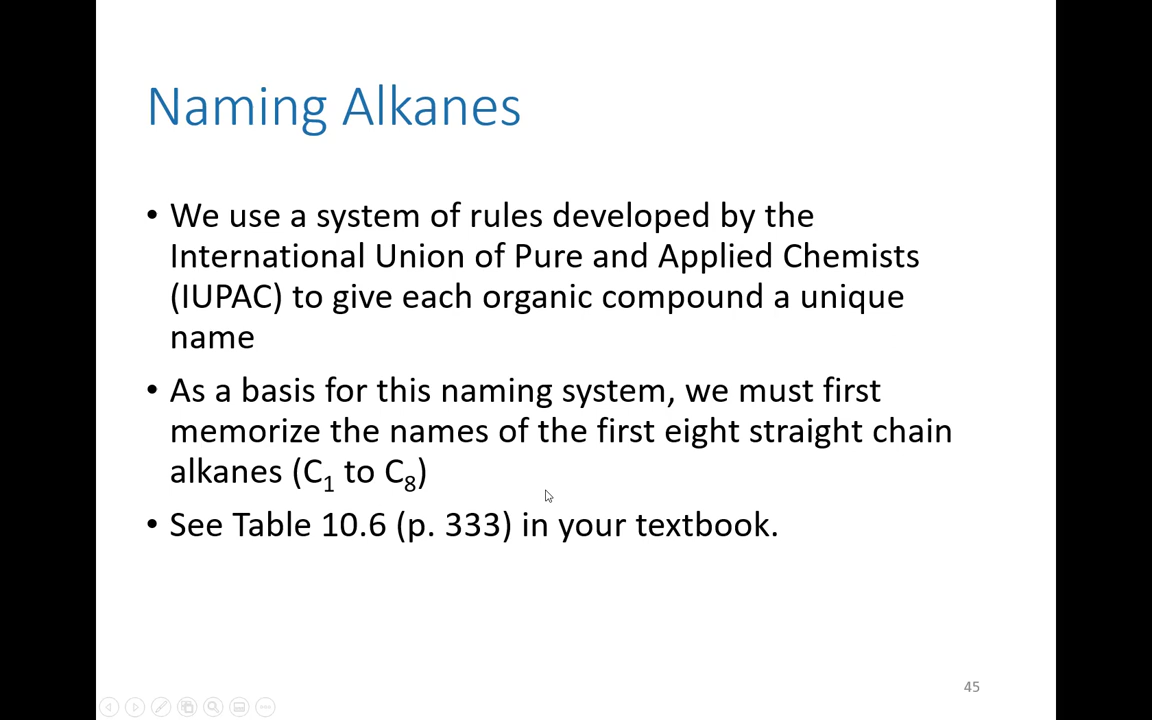 Naming Alkanes
• We use a system of rules developed by the
International Union of Pure and Applied Chemists
(IUPAC) to give each organic compound a unique
name
• As a basis for this naming system, we must first
memorize the names of the first eight straight chain
alkanes (C₁ to C₈)
• See Table 10.6 (p. 333) in your textbook.
45